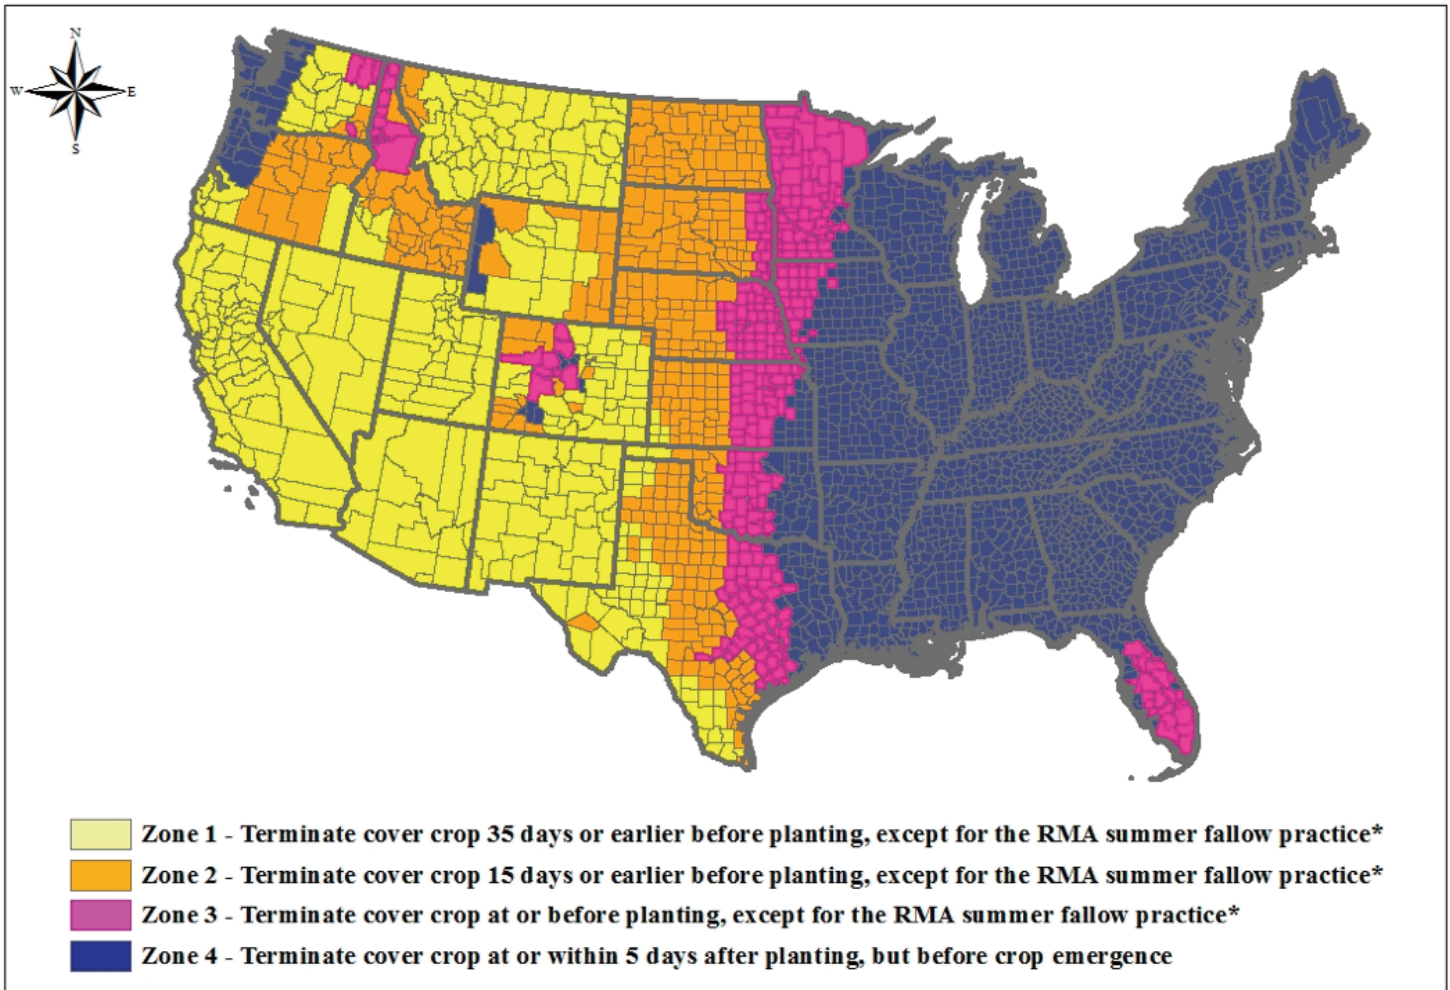 N
W E
S
Zone 1 - Terminate cover crop 35 days or earlier before planting, except for the RMA summer fallow practice*
Zone 2 - Terminate cover crop 15 days or earlier before planting, except for the RMA summer fallow practice*
Zone 3 - Terminate cover crop at or before planting, except for the RMA summer fallow practice*
Zone 4 - Terminate cover crop at or within 5 days after planting, but before crop emergence